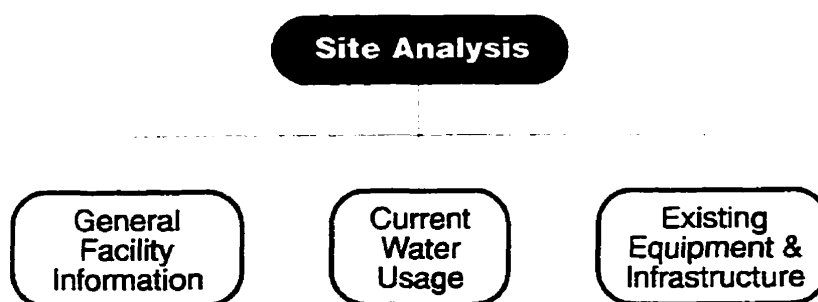 Site Analysis
General
Facility
Information
Current
Water
Usage
Existing
Equipment &
Infrastructure